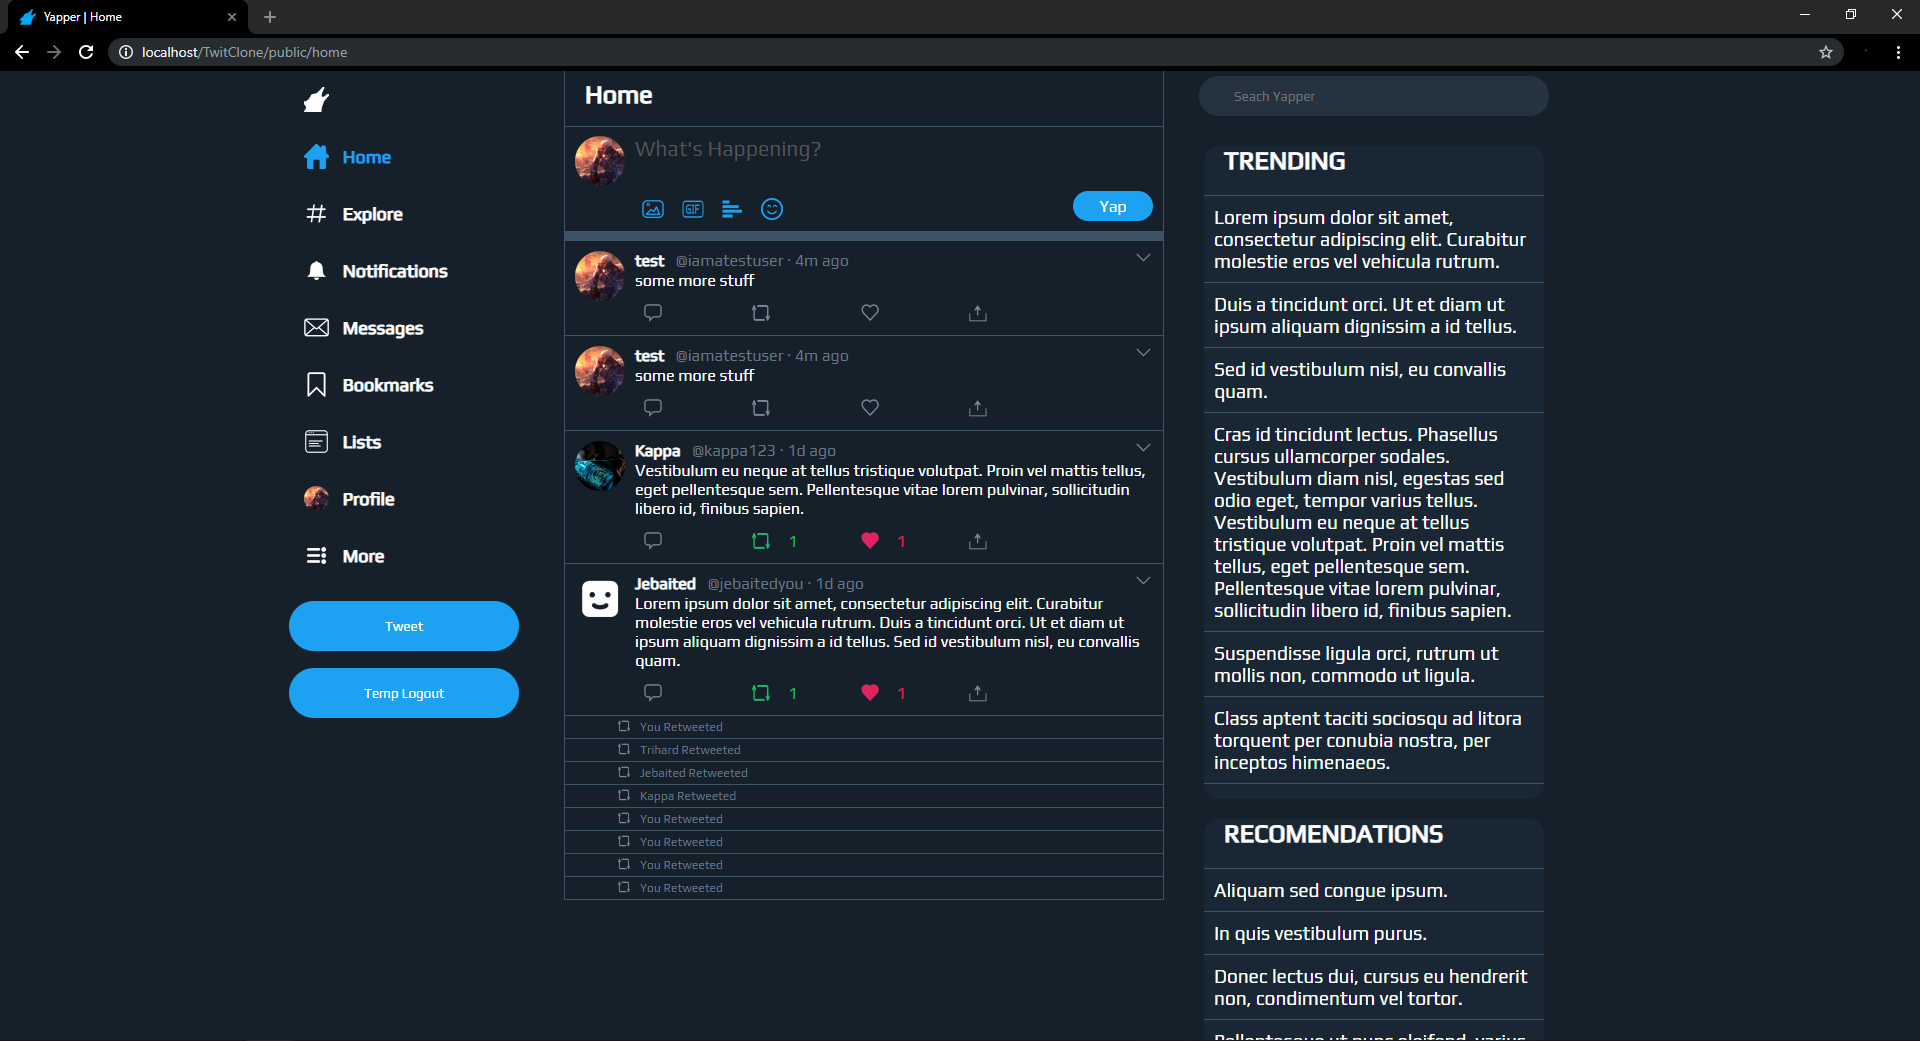 Yapper | Home
localhost/TwitClone/public/home
Home
Explore
Notifications
Messages
Bookmarks
Lists
Profile
More
Tweet
Temp Logout
Home
What's Happening?
GIF
Yap
test @iamatestuser · 4m ago
some more stuff
test @iamatestuser · 4m ago
some more stuff
Kappa @kappa123 · 1d ago
Vestibulum eu neque at tellus tristique volutpat. Proin vel mattis tellus,
eget pellentesque sem. Pellentesque vitae lorem pulvinar, sollicitudin
libero id, finibus sapien.
1 1
Jebaited @jebaitedyou · 1d ago
Lorem ipsum dolor sit amet, consectetur adipiscing elit. Curabitur
molestie eros vel vehicula rutrum. Duis a tincidunt orci. Ut et diam ut
ipsum aliquam dignissim a id tellus. Sed id vestibulum nisl, eu convallis
quam.
1 1
You Retweeted
Trihard Retweeted
Jebaited Retweeted
Kappa Retweeted
You Retweeted
You Retweeted
You Retweeted
You Retweeted
Seach Yapper
TRENDING
Lorem ipsum dolor sit amet,
consectetur adipiscing elit. Curabitur
molestie eros vel vehicula rutrum.
Duis a tincidunt orci. Ut et diam ut
ipsum aliquam dignissim a id tellus.
Sed id vestibulum nisl, eu convallis
quam.
Cras id tincidunt lectus. Phasellus
cursus ullamcorper sodales.
Vestibulum diam nisl, egestas sed
odio eget, tempor varius tellus.
Vestibulum eu neque at tellus
tristique volutpat. Proin vel mattis
tellus, eget pellentesque sem.
Pellentesque vitae lorem pulvinar,
sollicitudin libero id, finibus sapien.
Suspendisse ligula orci, rutrum ut
mollis non, commodo ut ligula.
Class aptent taciti sociosqu ad litora
torquent per conubia nostra, per
inceptos himenaeos.
RECOMENDATIONS
Aliquam sed congue ipsum.
In quis vestibulum purus.
Donec lectus dui, cursus eu hendrerit
non, condimentum vel tortor.
Pellentesque ut nunc eleifend, varius